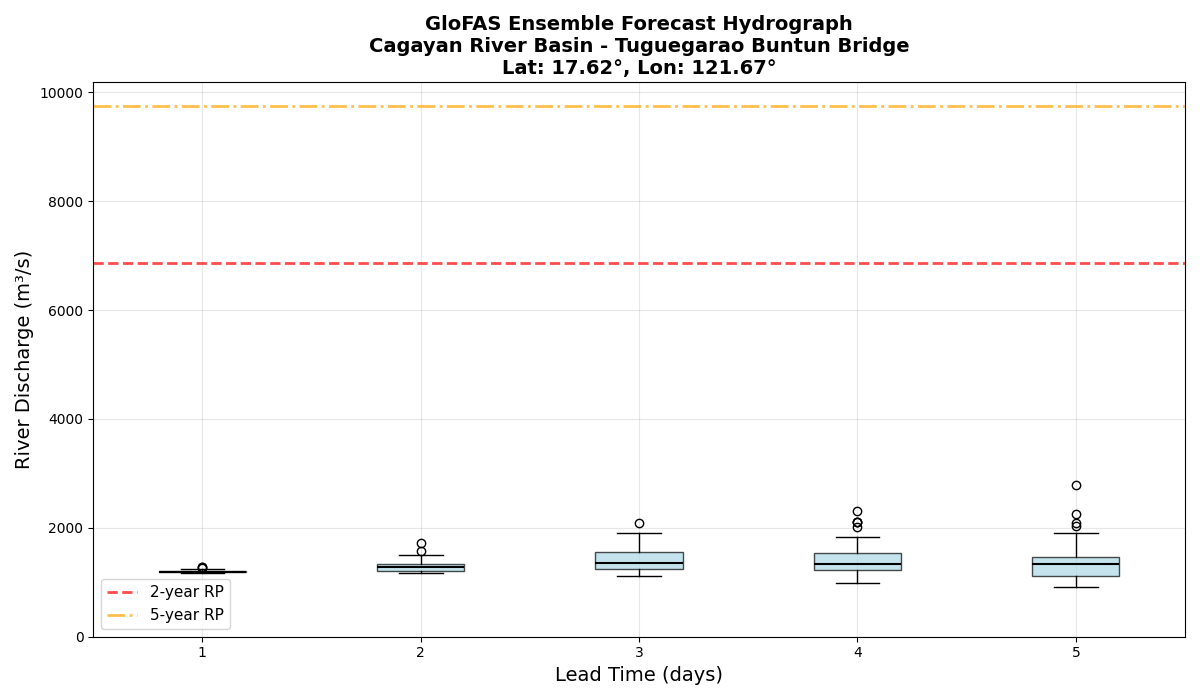 GloFAS Ensemble Forecast Hydrograph
Cagayan River Basin - Tuguegarao Buntun Bridge
Lat: 17.62°, Lon: 121.67°
River Discharge (m³/s)
10000
8000
6000
4000
2000
0
2-year RP
5-year RP
1 2 3 4 5
Lead Time (days)